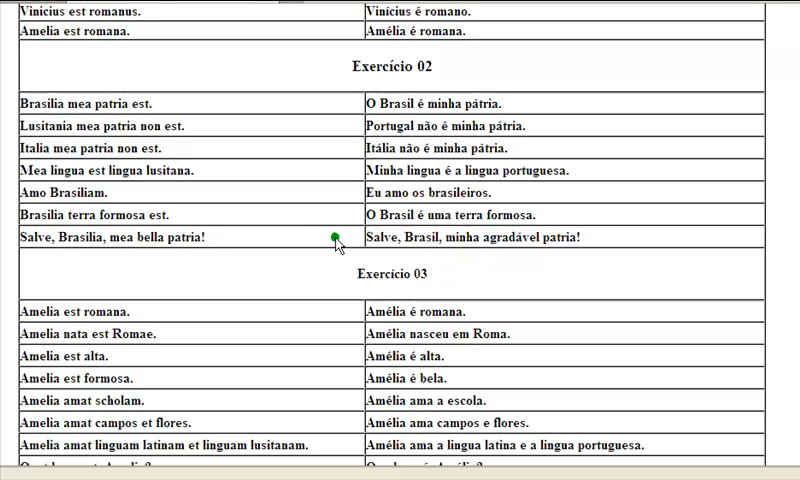 Vinicius est romanus. Vinícius é romano.
Amelia est romana. Amélia é romana.
Exercício 02
Brasilia mea patria est. O Brasil é minha pátria.
Lusitania mea patria non est. Portugal não é minha pátria.
Italia mea patria non est. Itália não é minha pátria.
Mea lingua est lingua lusitana. Minha lingua é a lingua portuguesa.
Amo Brasiliam. Eu amo os brasileiros.
Brasilia terra formosa est. O Brasil é uma terra formosa.
Salve, Brasilia, mea bella patria! Salve, Brasil, minha agradável patria!
Exercício 03
Amelia est romana. Amélia é romana.
Amelia nata est Romae. Amélia nasceu em Roma.
Amelia est alta. Amélia é alta.
Amelia est formosa. Amélia é bela.
Amelia amat scholam. Amélia ama a escola.
Amelia amat campos et flores. Amélia ama campos e flores.
Amelia amat linguam latinam et linguam lusitanam. Amélia ama a lingua latina e a lingua portuguesa.